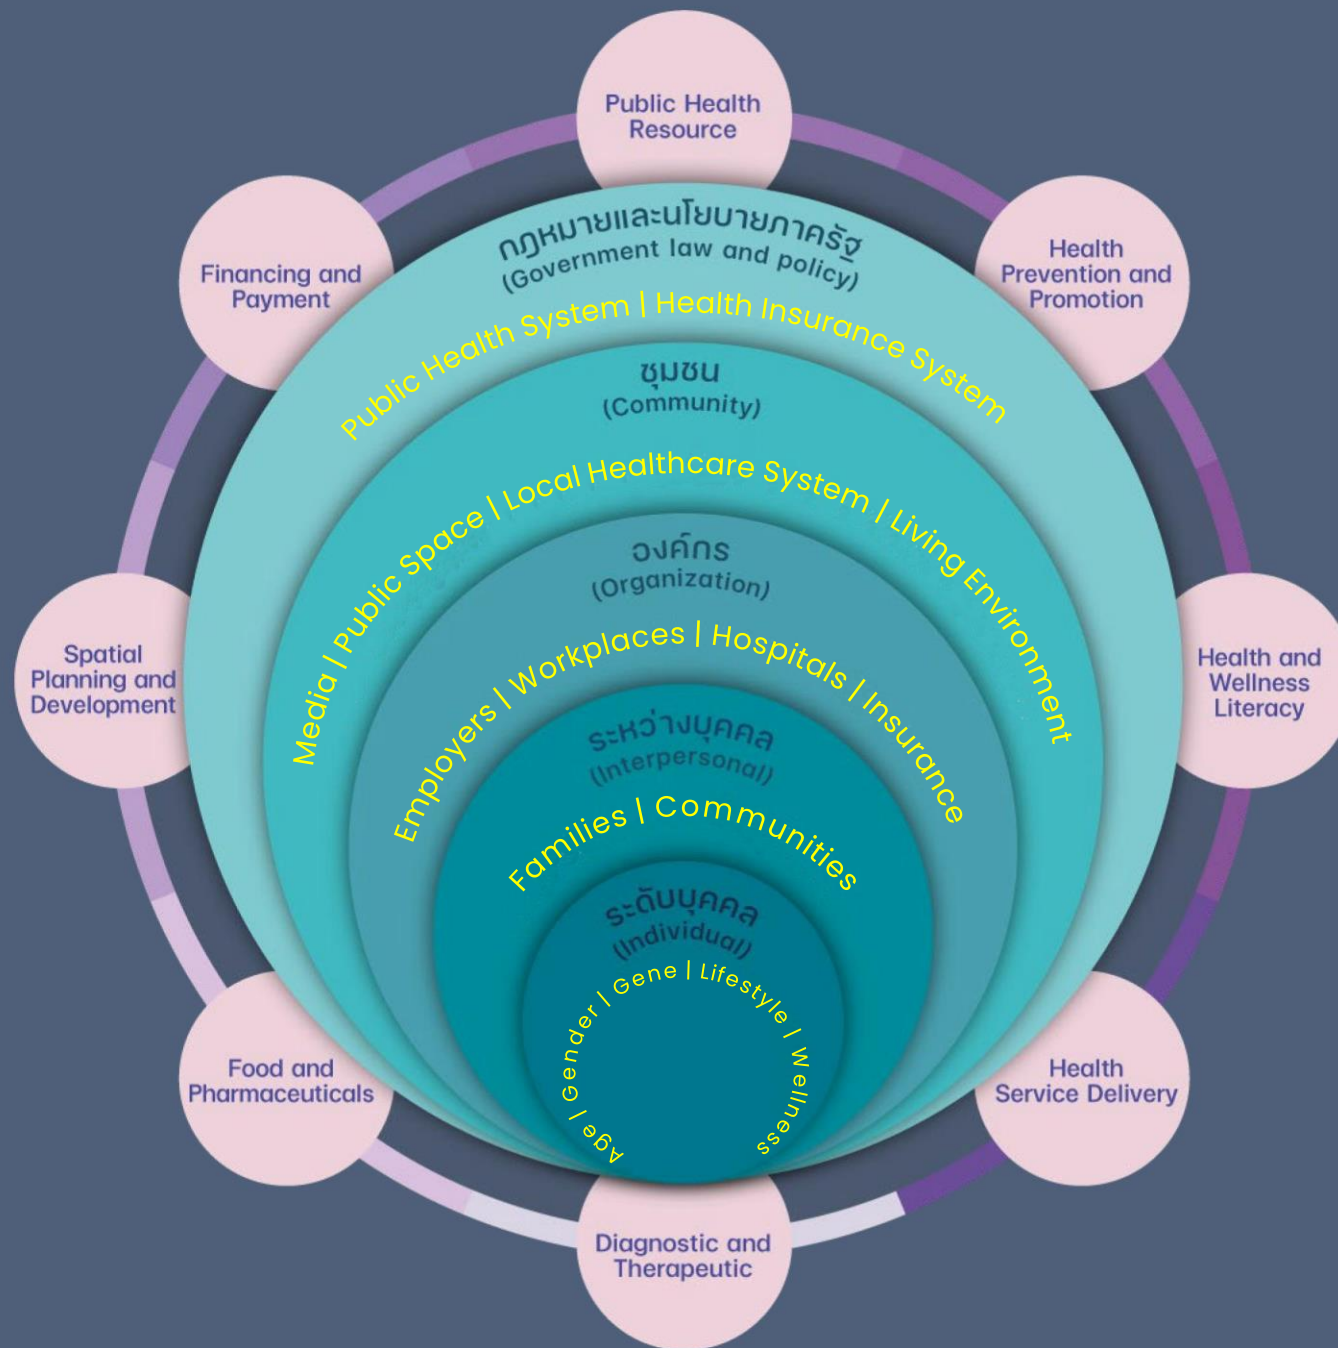 Public Health
Resource
Financing and
Payment
Health
Prevention and
Promotion
กฎหมายและนโยบายภาครัฐ
(Government law and policy)
Public Health System | Health Insurance System
ชุมชน
(Community)
Media | Public Space | Local Healthcare System | Living Environment
องค์กร
(Organization)
Employers | Workplaces | Hospitals | Insurance
Spatial
Planning and
Development
Health and
Wellness
Literacy
ระหว่างบุคคล
(Interpersonal)
Families | Communities
ระดับบุคคล
(Individual)
Age | Gender | Gene | Lifestyle | Wellness
Food and
Pharmaceuticals
Health
Service Delivery
Diagnostic and
Therapeutic